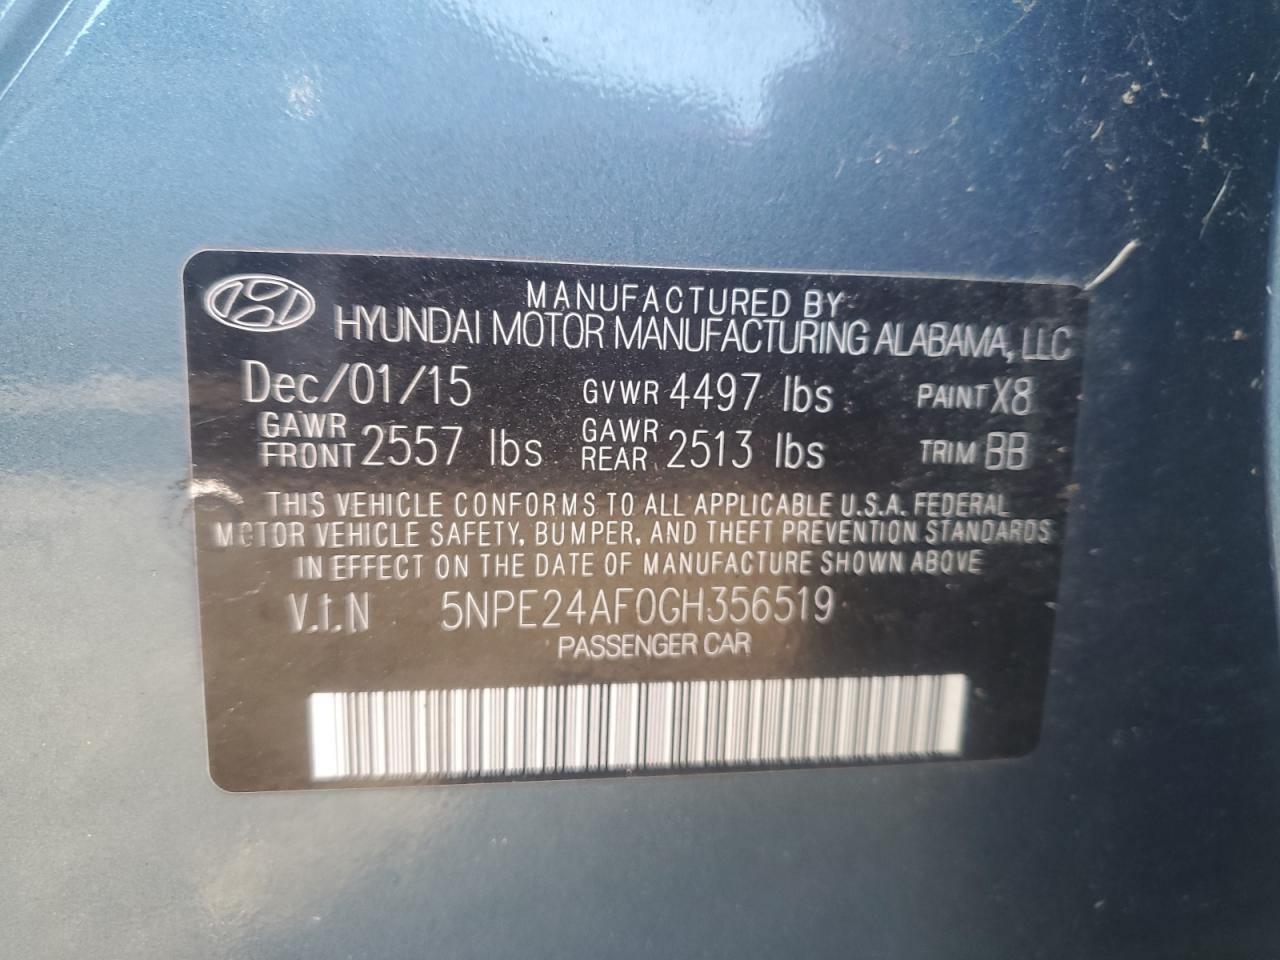 MANUFACTURED BY
HYUNDAI MOTOR MANUFACTURING ALABAMA, LLC
Dec/01/15 GVWR 4497 lbs PAINT X8
GAWR FRONT 2557 lbs GAWR REAR 2513 lbs TRIM BB
THIS VEHICLE CONFORMS TO ALL APPLICABLE U.S.A. FEDERAL
MOTOR VEHICLE SAFETY, BUMPER, AND THEFT PREVENTION STANDARDS
IN EFFECT ON THE DATE OF MANUFACTURE SHOWN ABOVE
V.I.N 5NPE24AF0GH356519
PASSENGER CAR